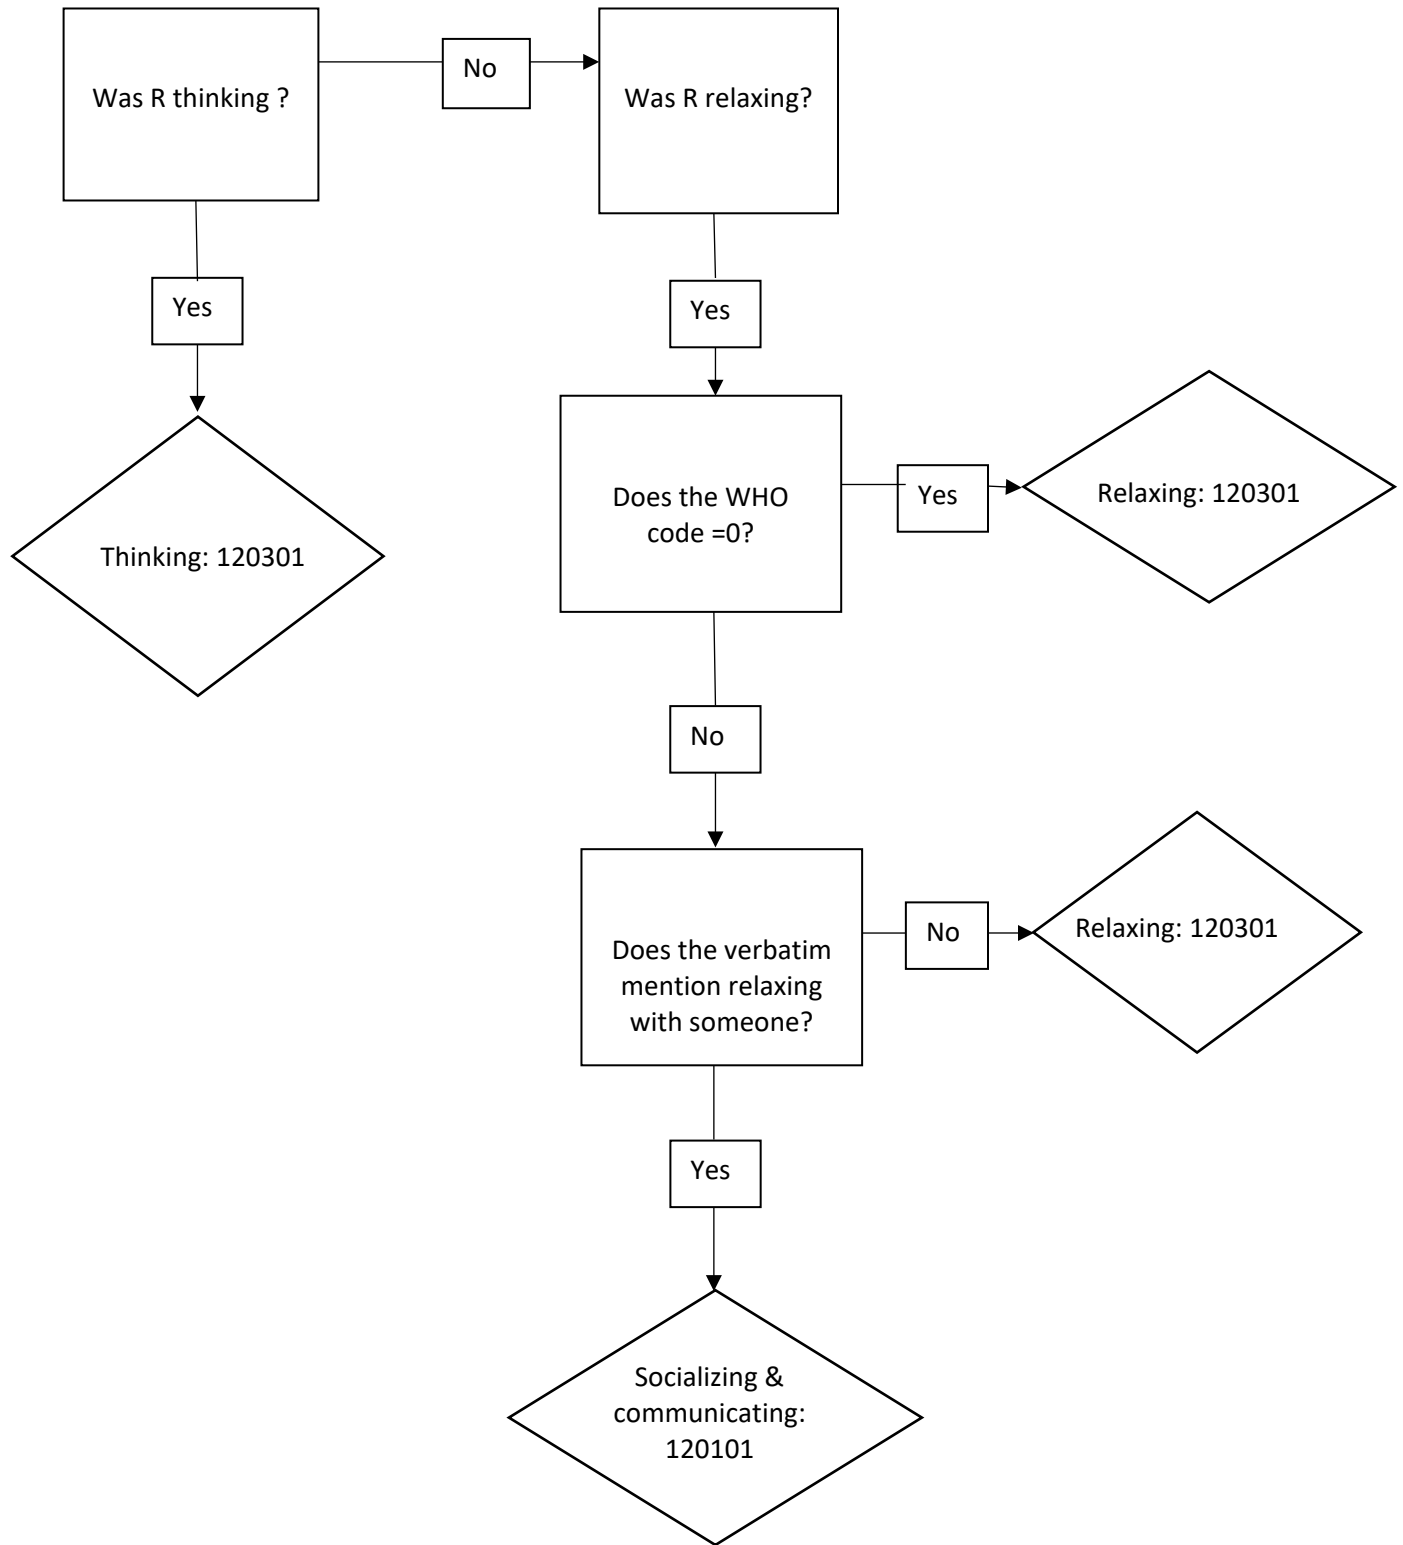 Was R thinking ?
No
Was R relaxing?
Yes
Yes
Does the WHO
code =0?
Yes
Relaxing: 120301
Thinking: 120301
No
Does the verbatim
mention relaxing
with someone?
No
Relaxing: 120301
Yes
Socializing &
communicating:
120101